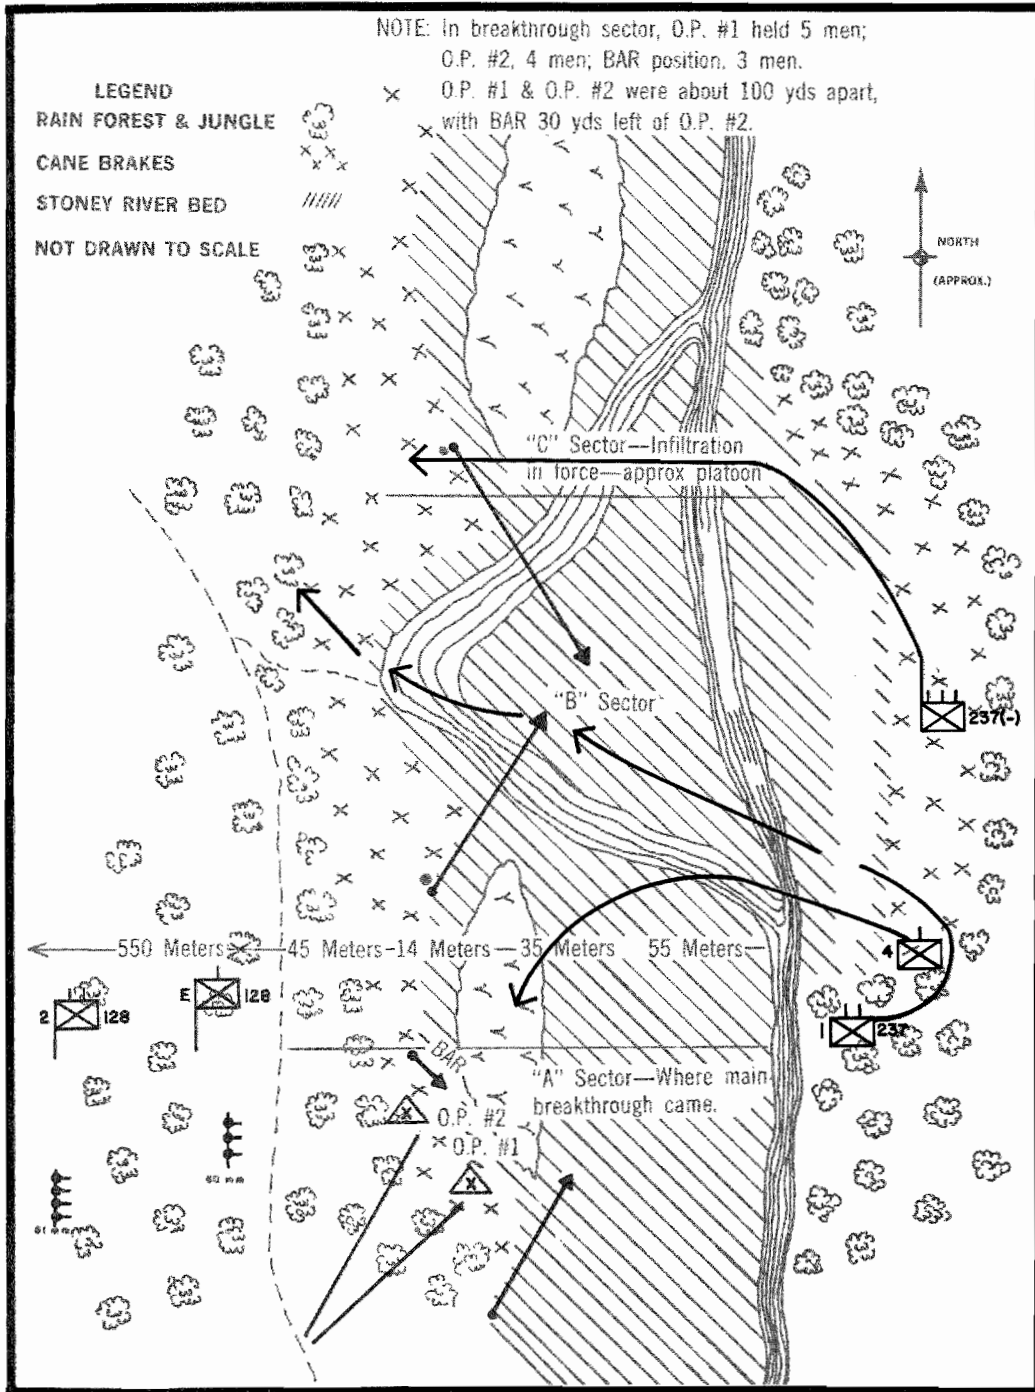 NOTE: In breakthrough sector, O.P. #1 held 5 men;
O.P. #2, 4 men; BAR position. 3 men.
O.P. #1 & O.P. #2 were about 100 yds apart,
with BAR 30 yds left of O.P. #2.
LEGEND
RAIN FOREST & JUNGLE
CANE BRAKES
STONEY RIVER BED
NOT DRAWN TO SCALE
NORTH
(APPROX.)
"C" Sector—Infiltration
in force—approx platoon
237(-)
"B" Sector
550 Meters 45 Meters-14 Meters—35 Meters 55 Meters
4
2 128
E 128
1 237
BAR
"A" Sector—Where main
breakthrough came.
O.P. #2
O.P. #1
60 mm
81 mm